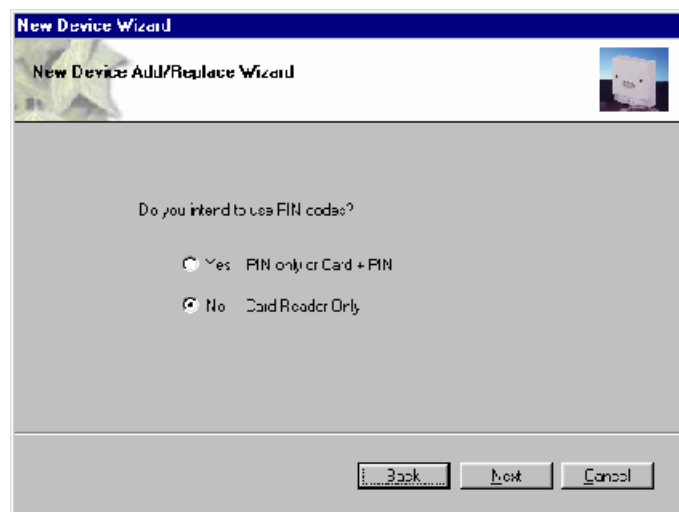 New Device Wizard
New Device Add/Replace Wizard
Do you intend to use PIN codes?
Yes PIN only or Card + PIN
No Card Reader Only
Back Next Cancel